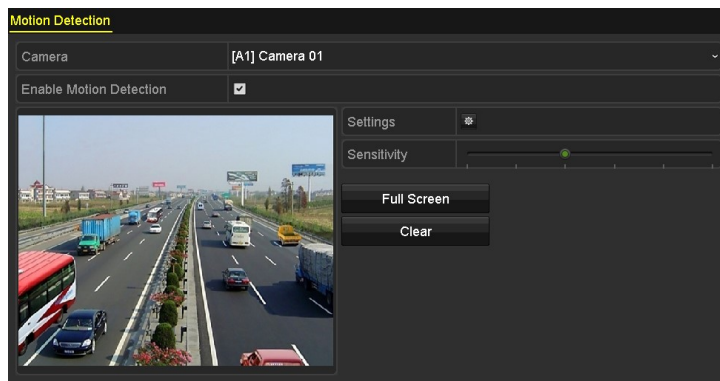 Motion Detection
Camera [A1] Camera 01
Enable Motion Detection
Settings
Sensitivity
Full Screen
Clear